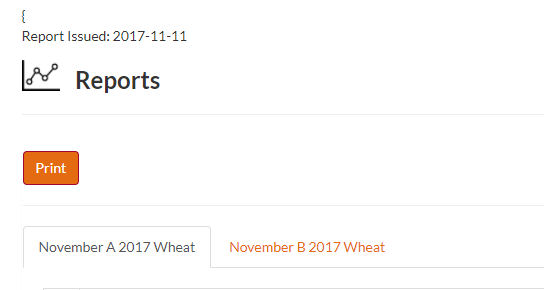 {
Report Issued: 2017-11-11
Reports
Print
November A 2017 Wheat November B 2017 Wheat